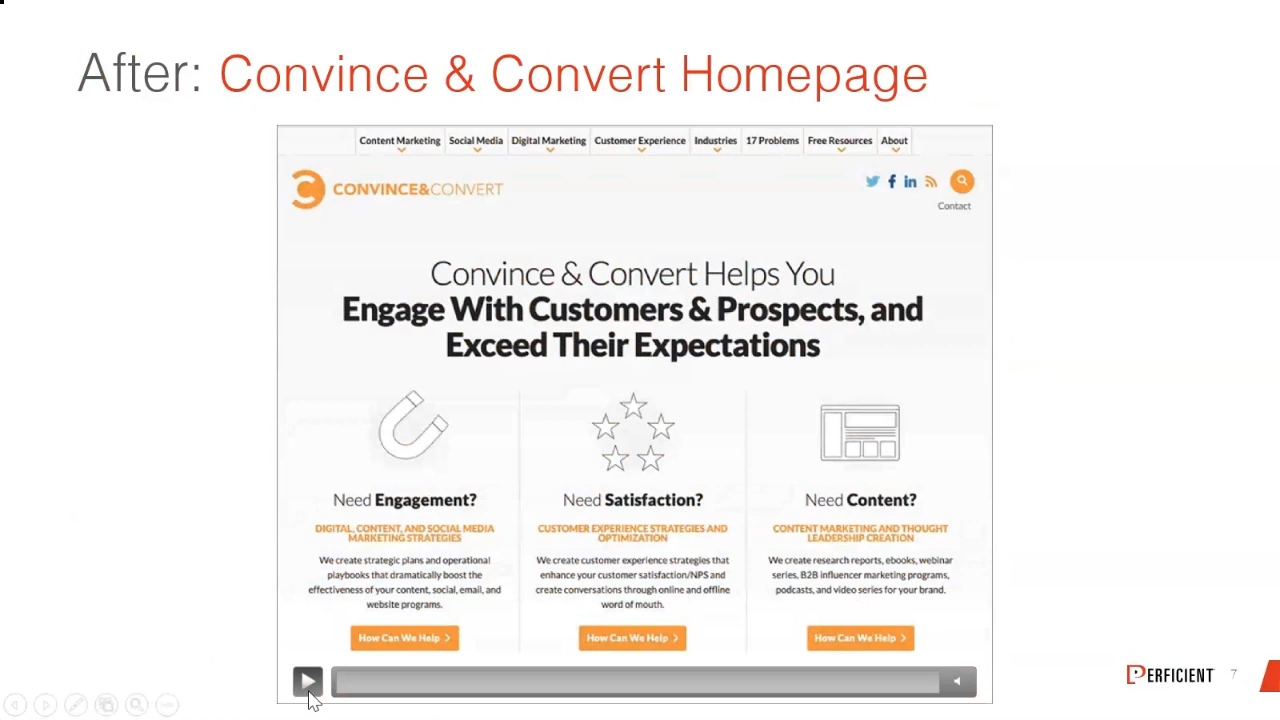 After: Convince & Convert Homepage
Content Marketing Social Media Digital Marketing Customer Experience Industries 17 Problems Free Resources About
CONVINCE&CONVERT
Contact
Convince & Convert Helps You
Engage With Customers & Prospects, and
Exceed Their Expectations
Need Engagement?
DIGITAL, CONTENT, AND SOCIAL MEDIA
MARKETING STRATEGIES
We create strategic plans and operational
playbooks that dramatically boost the
effectiveness of your content, social, email, and
website programs.
How Can We Help
Need Satisfaction?
CUSTOMER EXPERIENCE STRATEGIES AND
OPTIMIZATION
We create customer experience strategies that
enhance your customer satisfaction/NPS and
create conversations through online and offline
word of mouth.
How Can We Help
Need Content?
CONTENT MARKETING AND THOUGHT
LEADERSHIP CREATION
We create research reports, ebooks, webinar
series, B2B influencer marketing programs,
podcasts, and video series for your brand.
How Can We Help
PERFICIENT 7